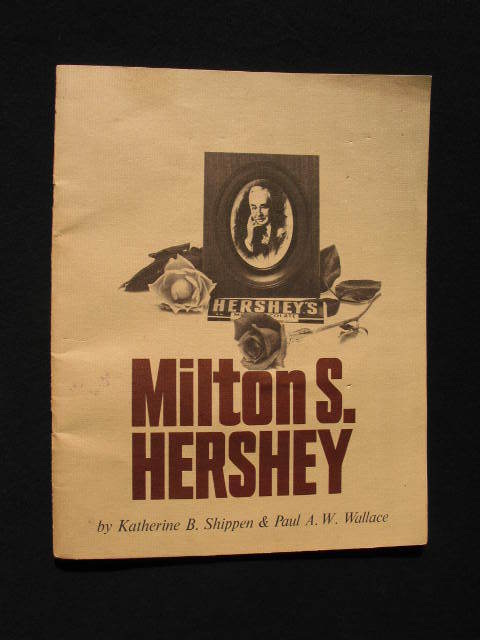 HERSHEY'S
Milton S.
HERSHEY
by Katherine B. Shippen & Paul A. W. Wallace